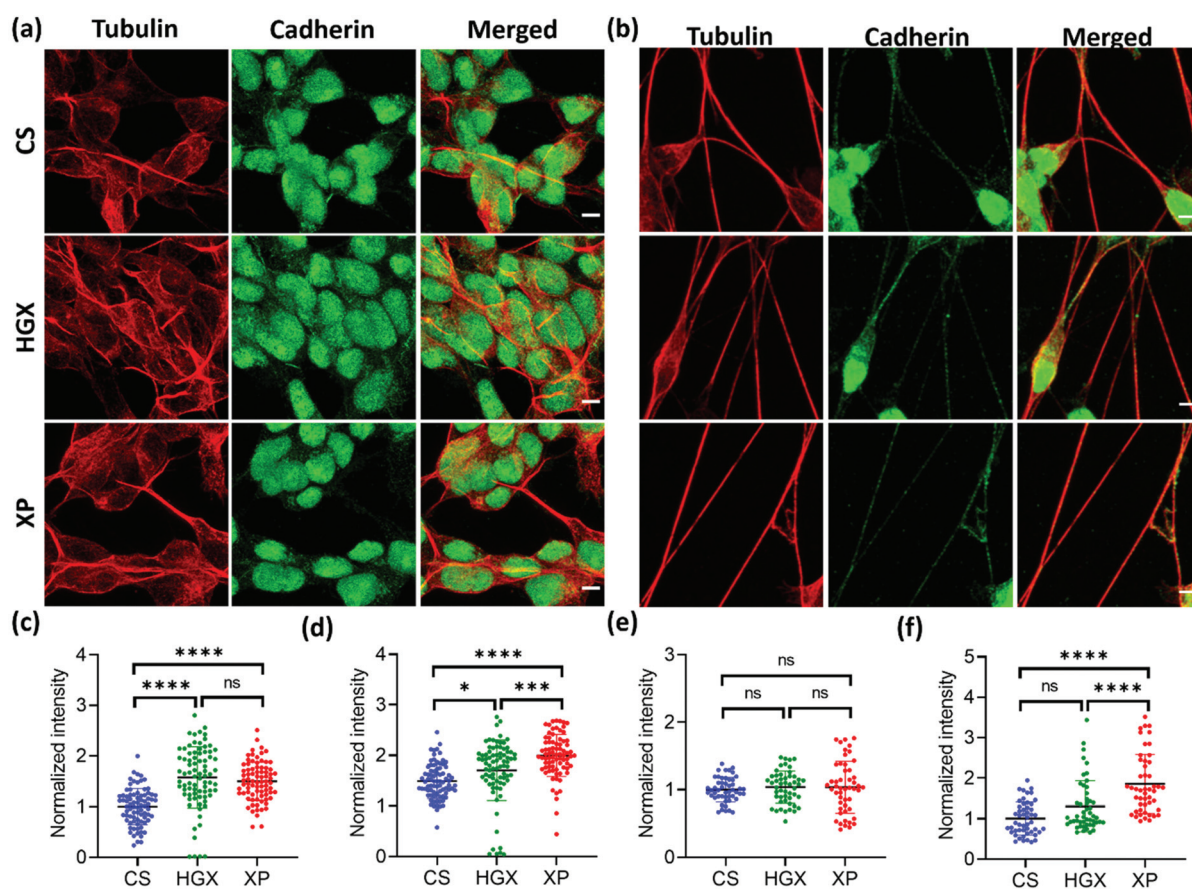 (a)
Tubulin Cadherin Merged
(b)
Tubulin Cadherin Merged
CS
HGX
XP
(c)
Normalized intensity
4
3
2
1
0
****
**** ns
CS HGX XP
(d)
Normalized intensity
4
3
2
1
0
****
* ***
CS HGX XP
(e)
Normalized intensity
3
2
1
0
ns
ns ns
CS HGX XP
(f)
Normalized intensity
5
4
3
2
1
0
****
ns ****
CS HGX XP